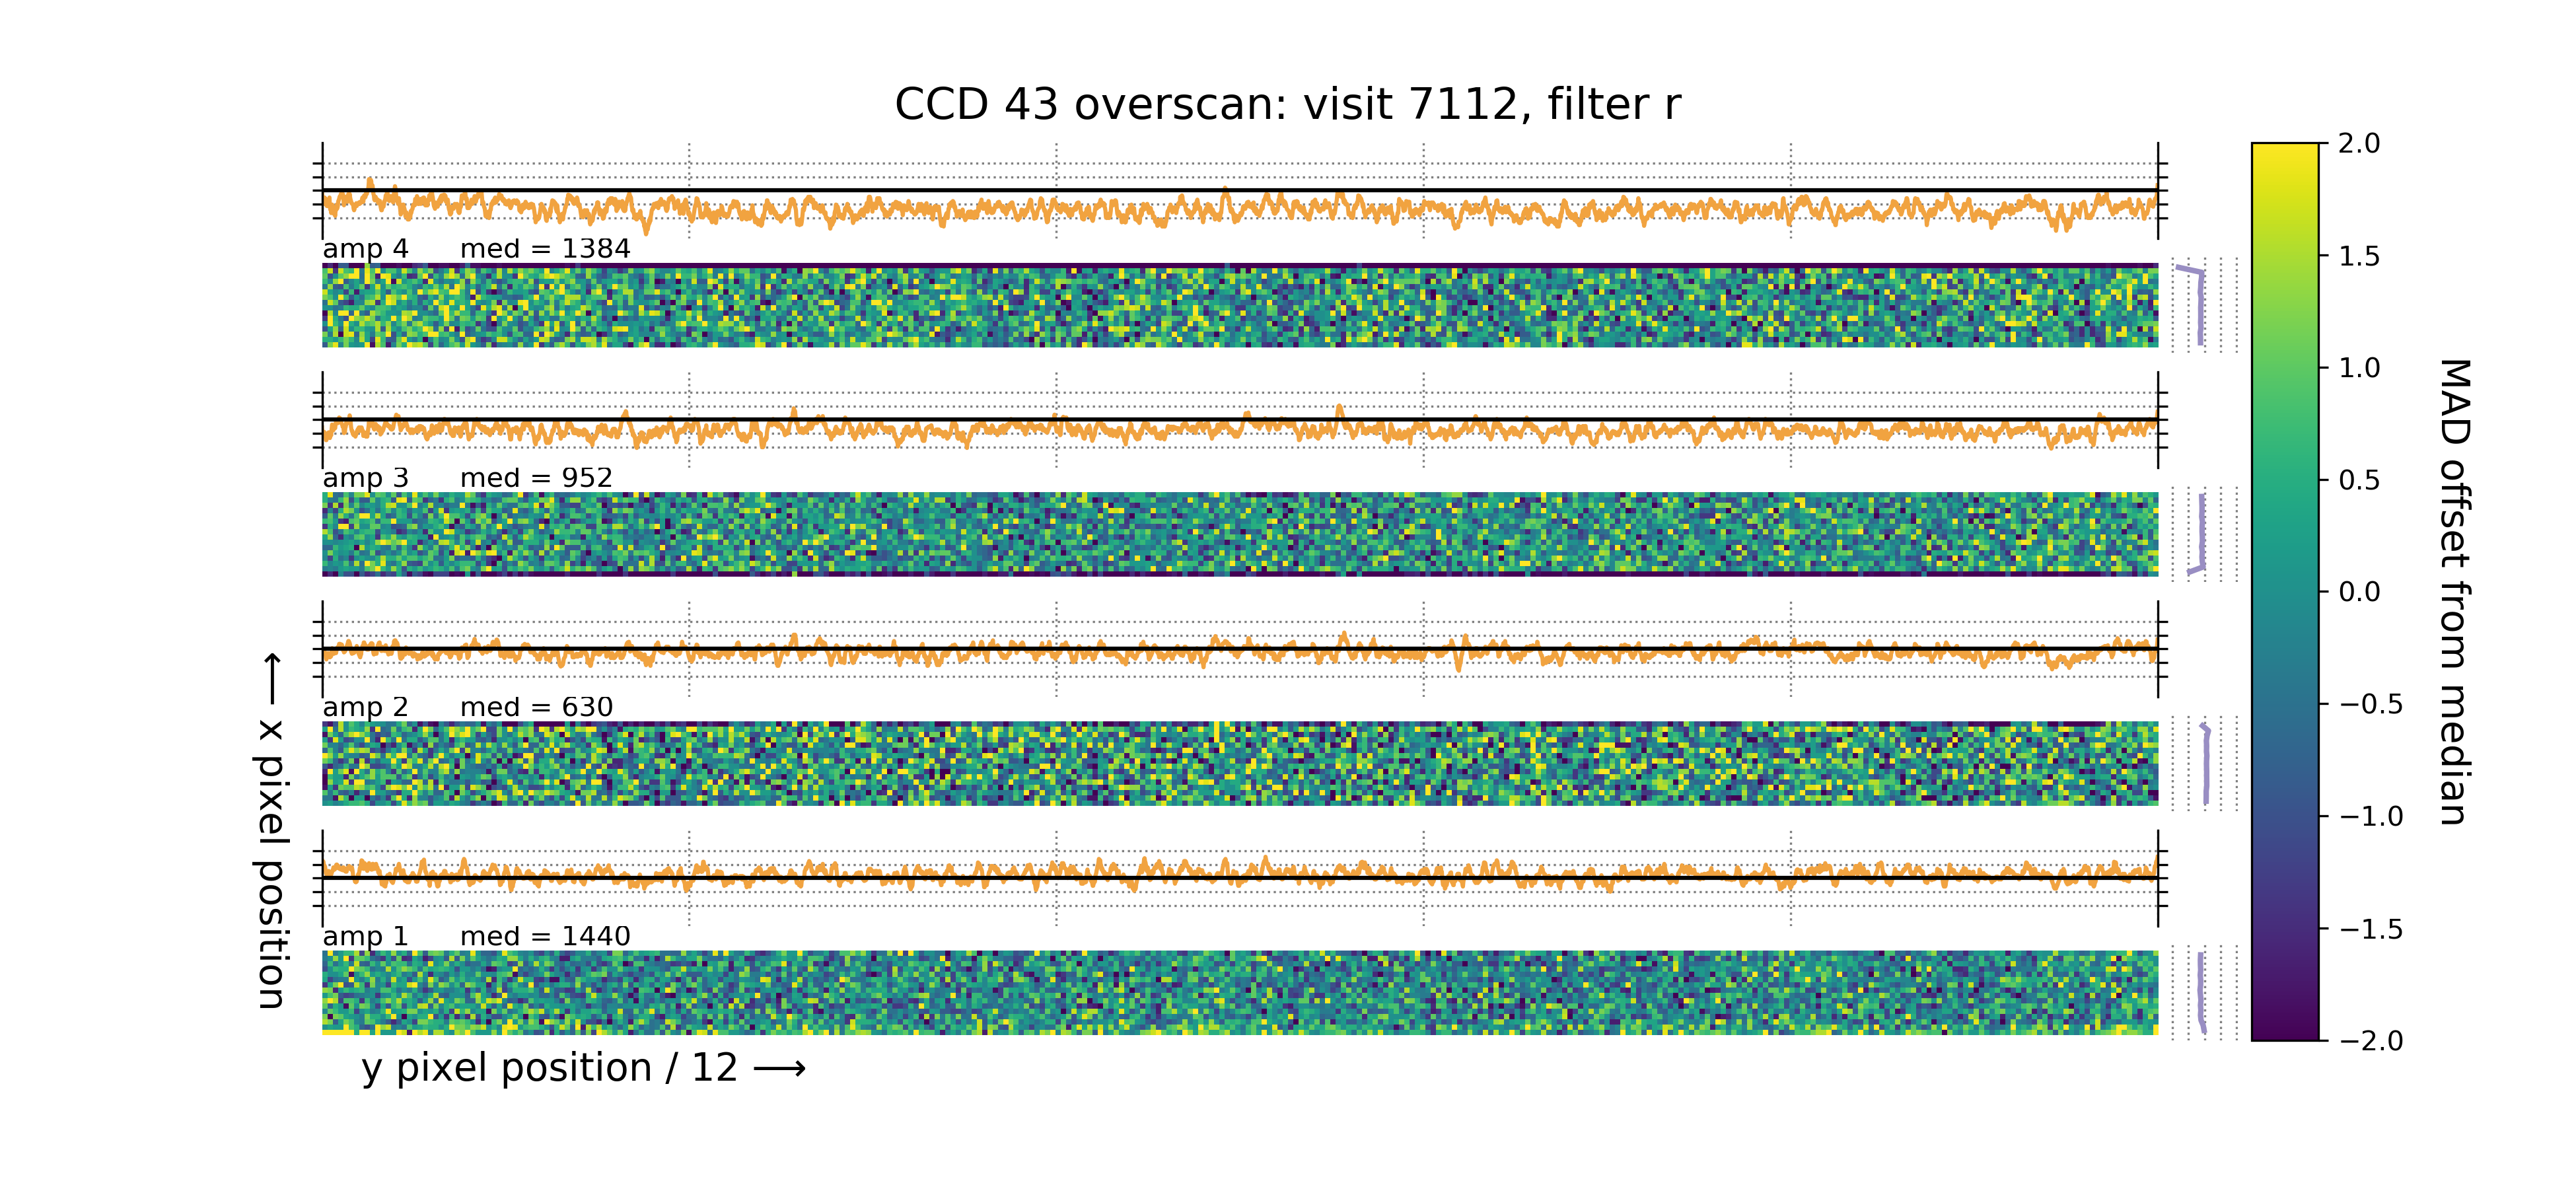 CCD 43 overscan: visit 7112, filter r
amp 4 med = 1384
amp 3 med = 952
amp 2 med = 630
amp 1 med = 1440
x pixel position ⟶
y pixel position / 12 ⟶
2.0
1.5
1.0
0.5
0.0
−0.5
−1.0
−1.5
−2.0
MAD offset from median